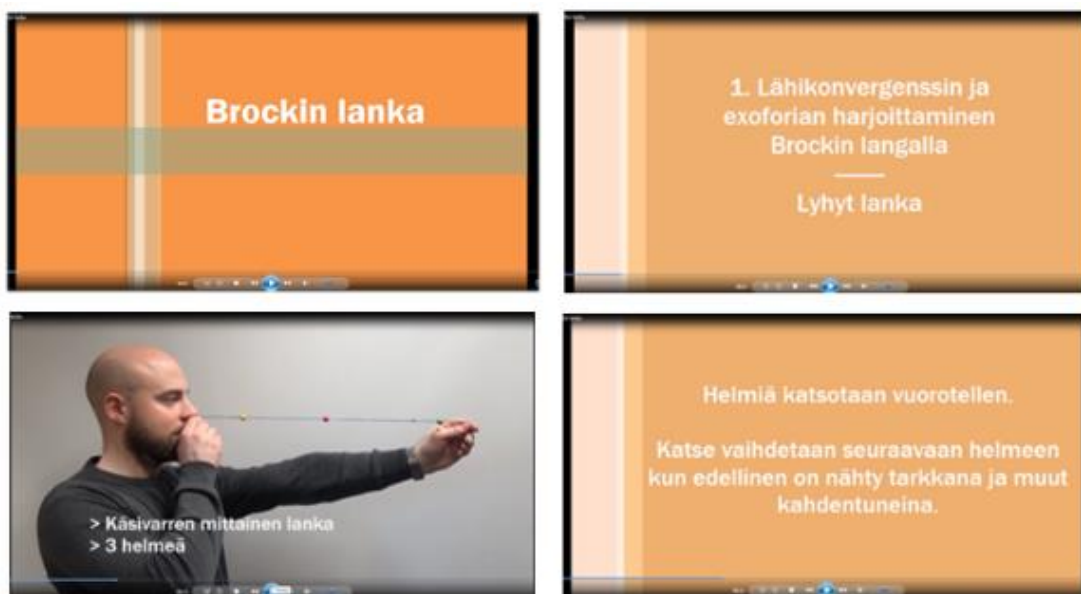 Brockin lanka
1. Lähikonvergenssin ja
exoforian harjoittaminen
Brockin langalla
Lyhyt lanka
> Käsivarren mittainen lanka
> 3 helmeä
Helmiä katsotaan vuorotellen.
Katse vaihdetaan seuraavaan helmeen
kun edellinen on nähty tarkkana ja muut
kahdentuneina.